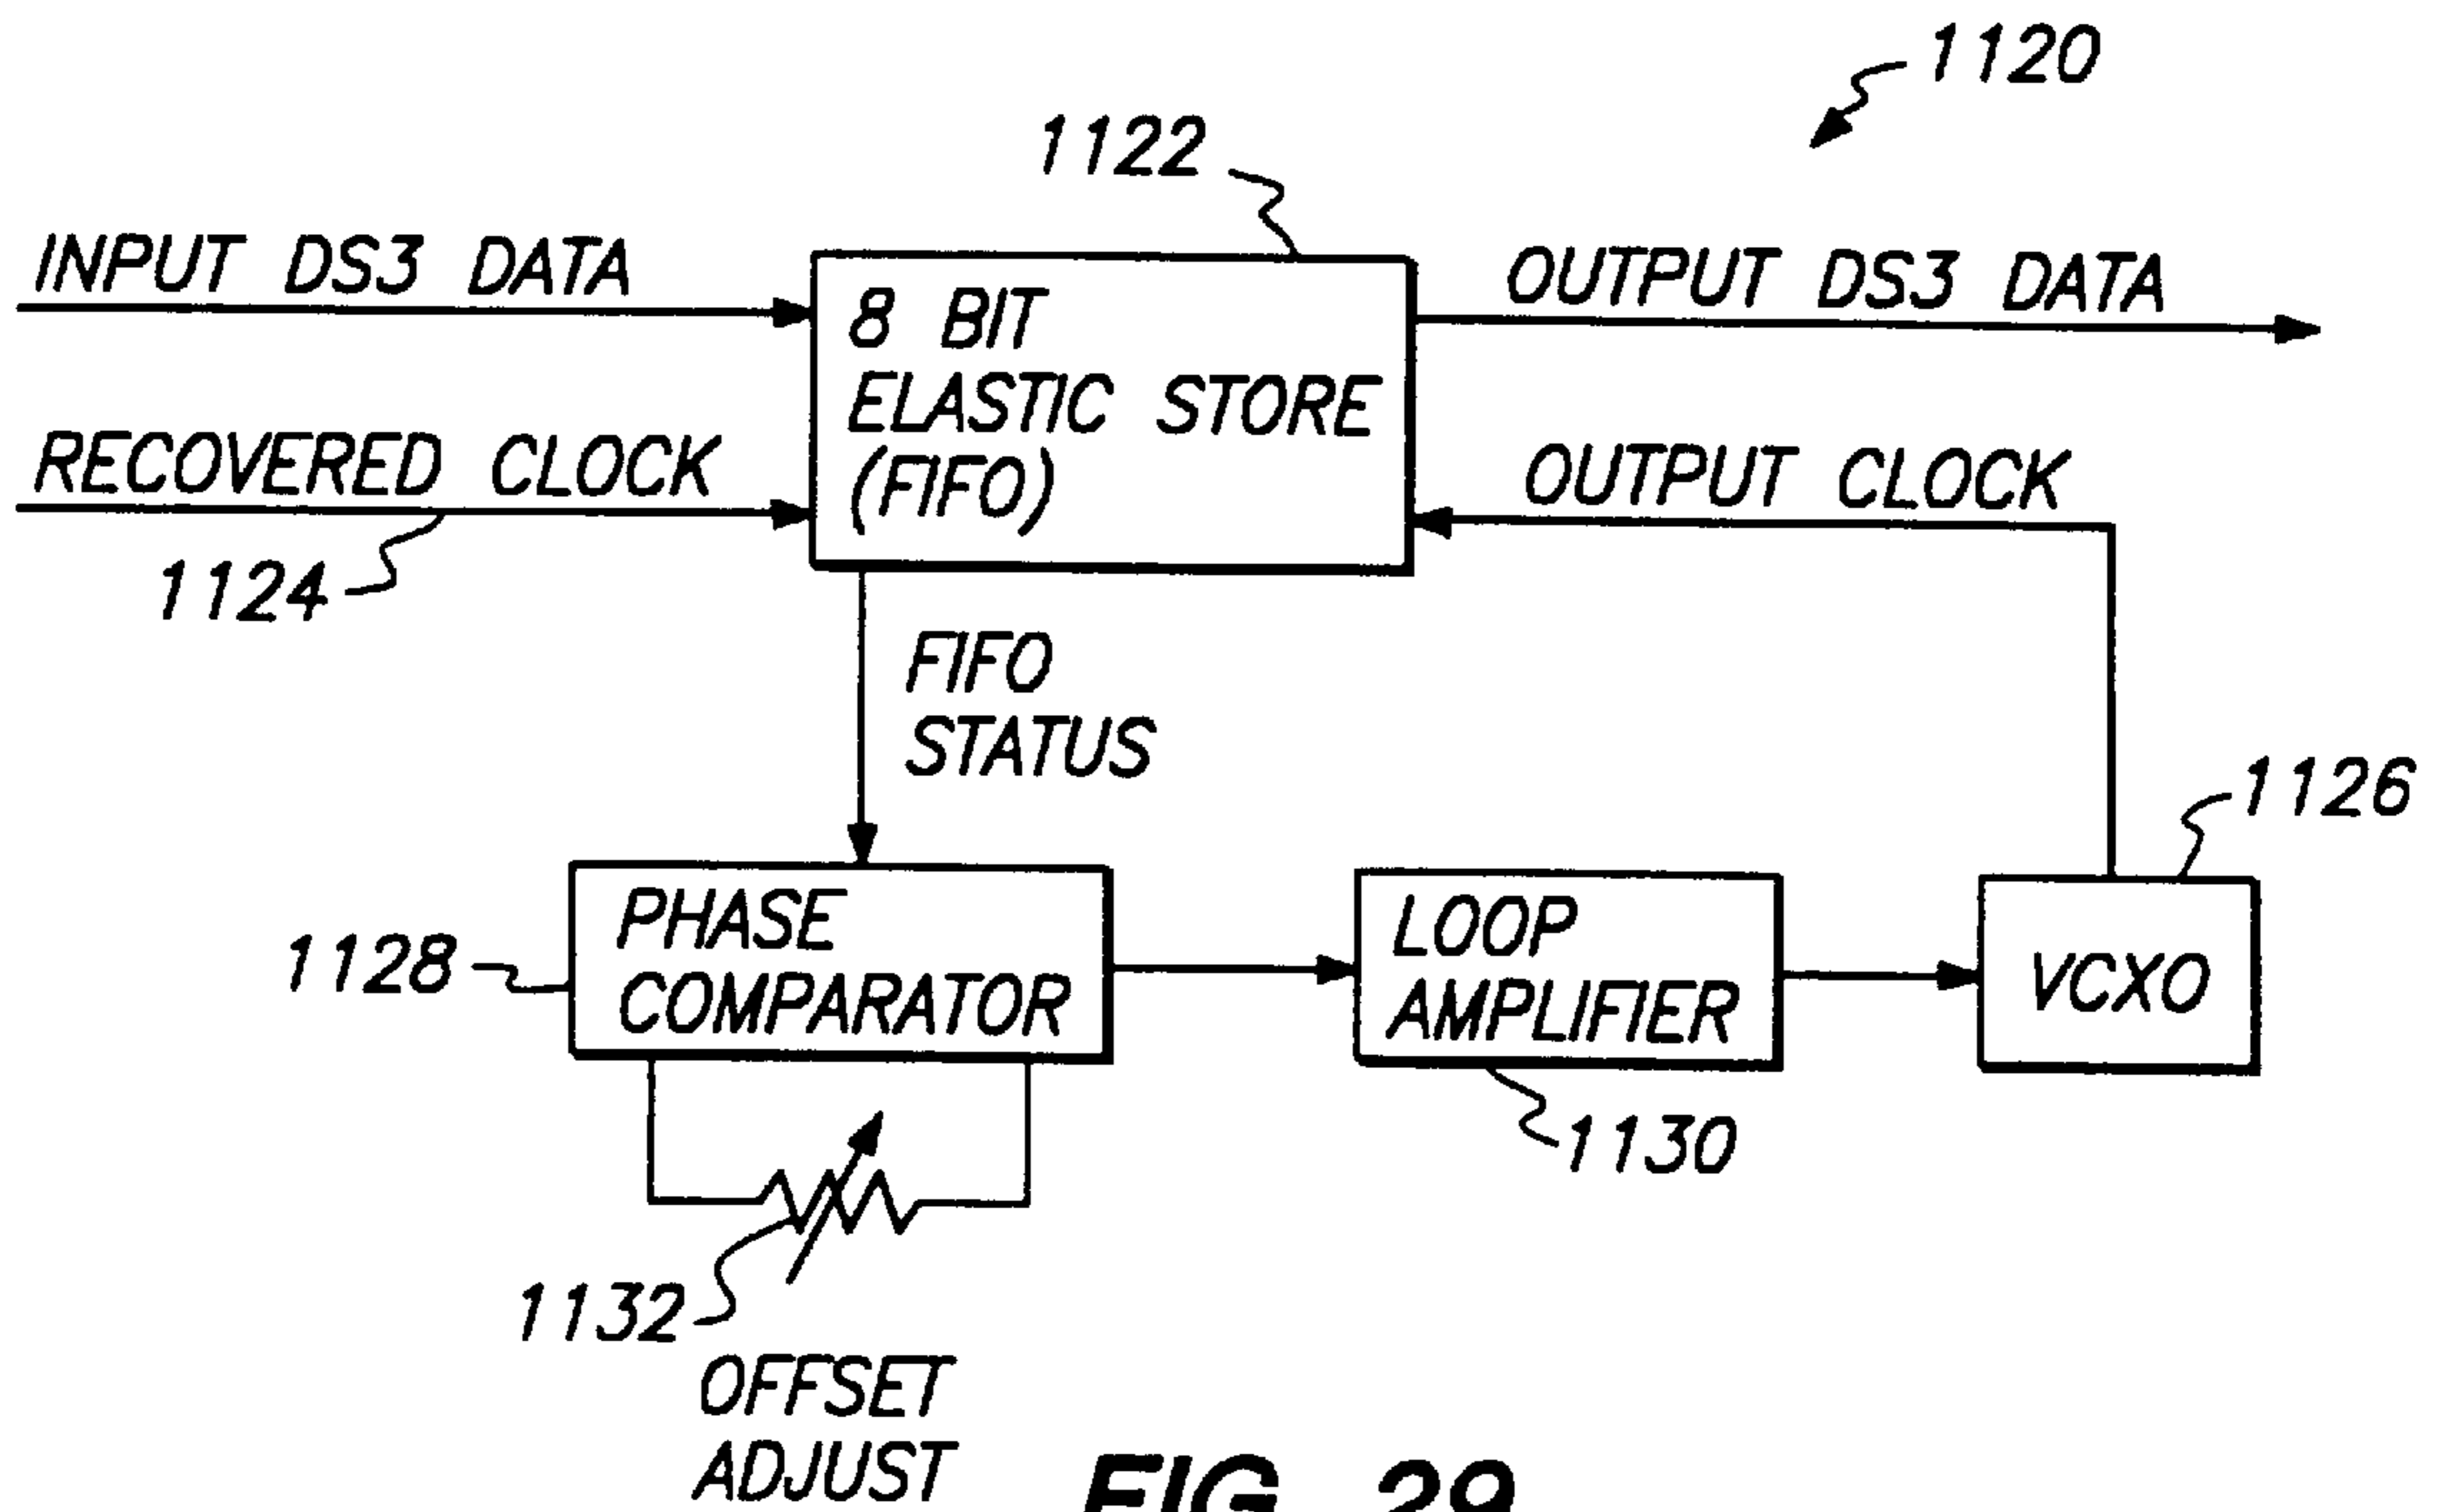 1120
1122
INPUT DS3 DATA
OUTPUT DS3 DATA
8 BIT
ELASTIC STORE
(FIFO)
RECOVERED CLOCK
OUTPUT CLOCK
1124
FIFO
STATUS
1126
PHASE
COMPARATOR
1128
LOOP
AMPLIFIER
VCXO
1130
1132
OFFSET
ADJUST
FIG. 29